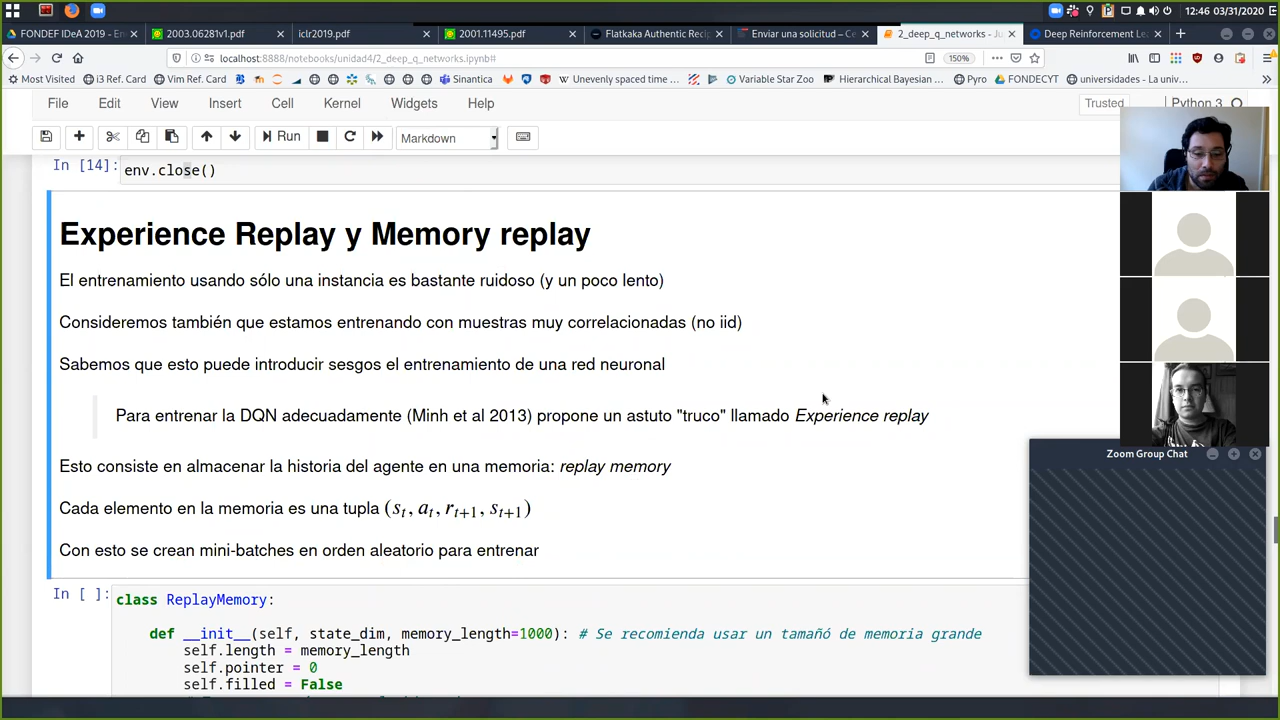 12:46 03/31/2020
FONDEF IDeA 2019 - En
2003.06281v1.pdf
iclr2019.pdf
2001.11495.pdf
Flatkaka Authentic Recip
Enviar una solicitud – Ce
2_deep_q_networks - Ju
Deep Reinforcement Lea
localhost:8888/notebooks/unidad4/2_deep_q_networks.ipynb#
150%
Most Visited
i3 Ref. Card
Vim Ref. Card
Sinantica
Unevenly spaced time ...
Variable Star Zoo
Hierarchical Bayesian ...
Pyro
FONDECYT
universidades - La univ...
File Edit View Insert Cell Kernel Widgets Help
Trusted
Python 3
Run
Markdown
In [14]: env.close()
Experience Replay y Memory replay
El entrenamiento usando sólo una instancia es bastante ruidoso (y un poco lento)
Consideremos también que estamos entrenando con muestras muy correlacionadas (no iid)
Sabemos que esto puede introducir sesgos el entrenamiento de una red neuronal
Para entrenar la DQN adecuadamente (Minh et al 2013) propone un astuto "truco" llamado Experience replay
Esto consiste en almacenar la historia del agente en una memoria: replay memory
Cada elemento en la memoria es una tupla (s_t, a_t, r_{t+1}, s_{t+1})
Con esto se crean mini-batches en orden aleatorio para entrenar
In [ ]: class ReplayMemory:
def __init__(self, state_dim, memory_length=1000): # Se recomienda usar un tamañó de memoria grande
self.length = memory_length
self.pointer = 0
self.filled = False
Zoom Group Chat